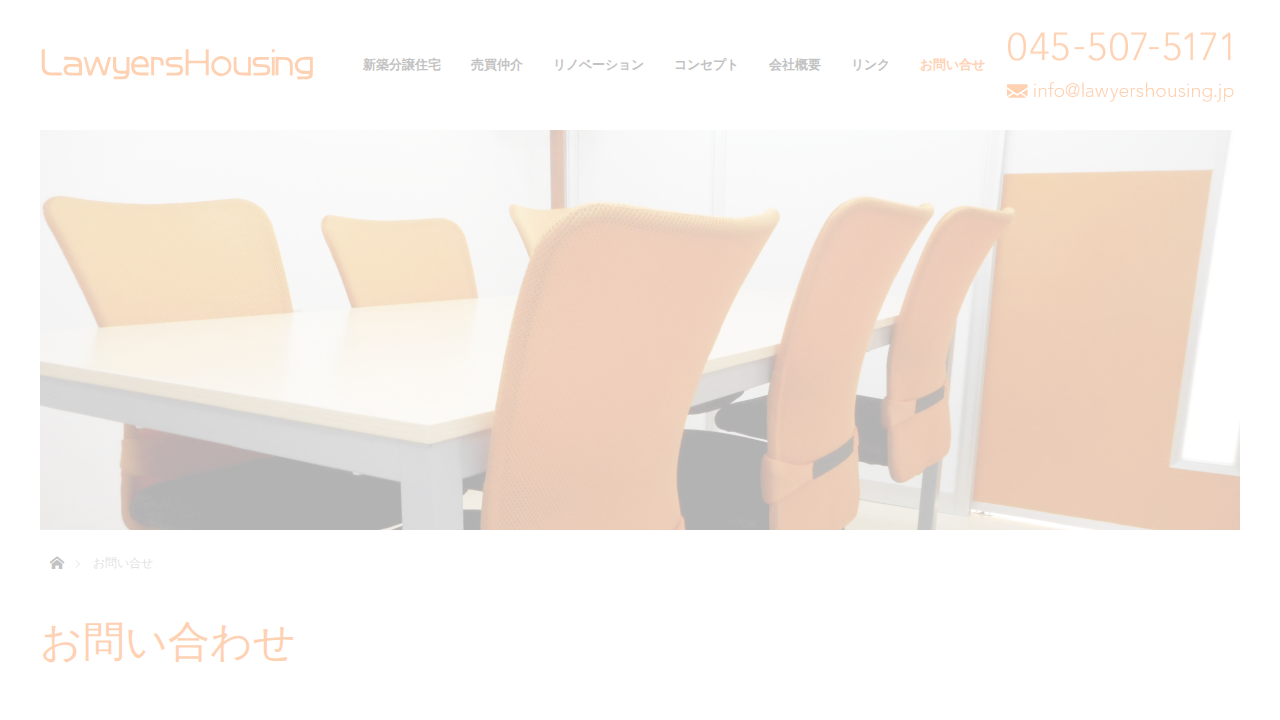 LawyersHousing
新築分譲住宅 売買仲介 リノベーション コンセプト 会社概要 リンク お問い合せ
045-507-5171
info@lawyershousing.jp
お問い合せ
お問い合わせ